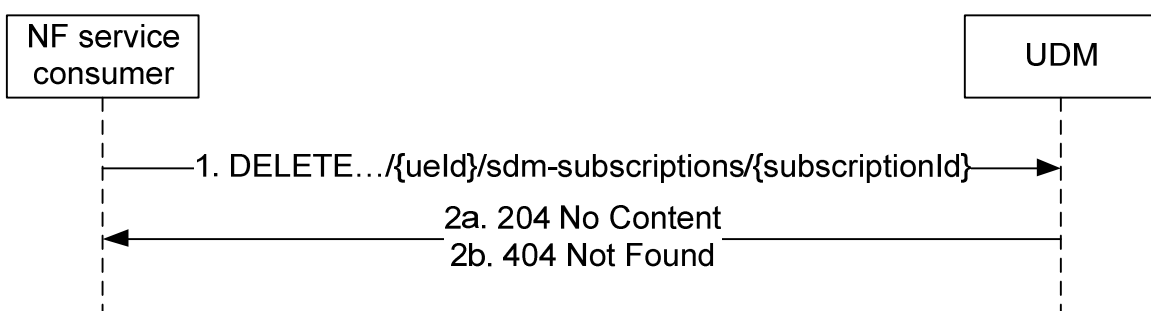 NF service
consumer
UDM
1. DELETE…/{ueId}/sdm-subscriptions/{subscriptionId}
2a. 204 No Content
2b. 404 Not Found